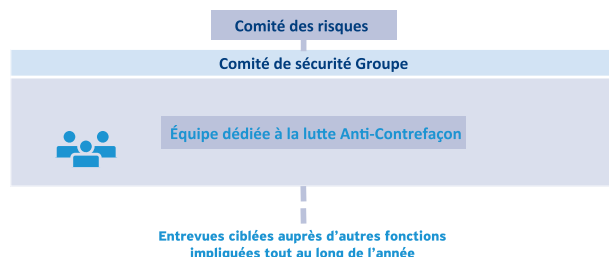 Comité des risques
Comité de sécurité Groupe
Équipe dédiée à la lutte Anti-Contrefaçon
Entrevues ciblées auprès d'autres fonctions
impliquées tout au long de l'année